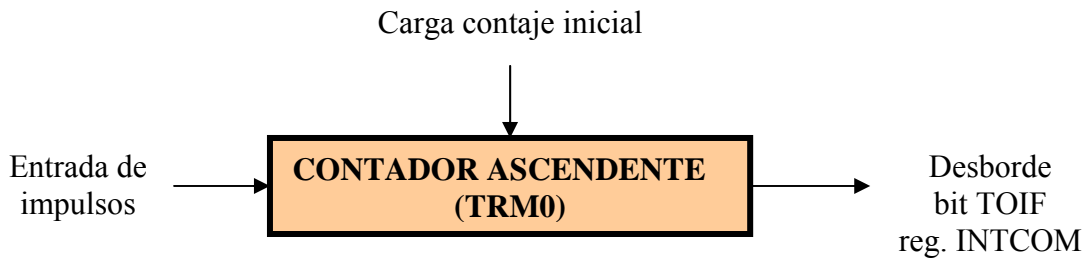 Carga contaje inicial
Entrada de
impulsos
CONTADOR ASCENDENTE
(TRM0)
Desborde
bit TOIF
reg. INTCOM